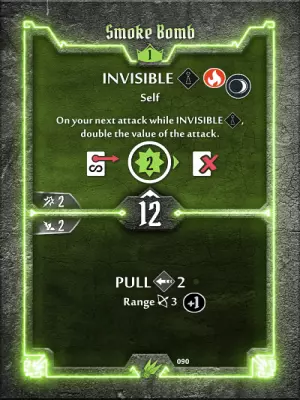 Smoke Bomb
1
INVISIBLE
Self
On your next attack while INVISIBLE ,
double the value of the attack.
2
2
12
2
PULL 2
Range 3 +1
090